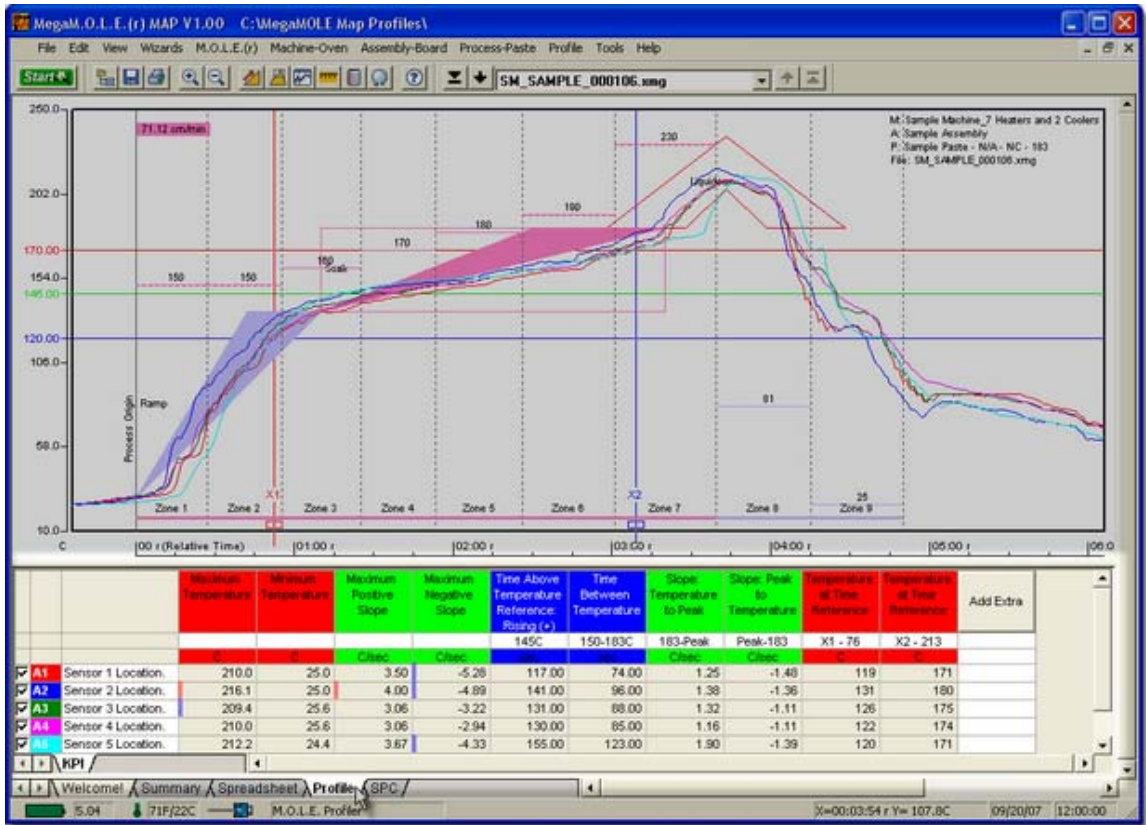 MegaM.O.L.E.(r) MAP V1.00 C:\MegaMOLE Map Profiles\
File Edit View Wizards M.O.L.E.(r) Machine-Oven Assembly-Board Process-Paste Profile Tools Help
Start
SM_SAMPLE_000106.xmg
250.0
202.0
170.00
154.0
146.00
120.00
106.0
58.0
10.0
71.12 cm/min
M: Sample Machine_7 Heaters and 2 Coolers
A: Sample Assembly
P: Sample Paste - N/A - NC - 183
File: SM_SAMPLE_000106.xmg
150
150
160
170
180
190
230
81
25
Soak
Liquidous
Process Origin
Ramp
X1
X2
Zone 1 Zone 2 Zone 3 Zone 4 Zone 5 Zone 6 Zone 7 Zone 8 Zone 9
C 00 r (Relative Time) 01:00 r 02:00 r 03:00 r 04:00 r 05:00 r 06:0
Maximum Temperature
Minimum Temperature
Maximum Positive Slope
Maximum Negative Slope
Time Above Temperature Reference: Rising (+)
Time Between Temperature
Slope: Temperature to Peak
Slope: Peak to Temperature
Temperature at Time Reference
Temperature at Time Reference
Add Extra
145C 150-183C 183-Peak Peak-183 X1 - 76 X2 - 213
C C C/sec C/sec C/sec C/sec C C
A1 Sensor 1 Location. 210.0 25.0 3.50 -5.28 117.00 74.00 1.25 -1.48 119 171
A2 Sensor 2 Location. 216.1 25.0 4.00 -4.89 141.00 96.00 1.38 -1.36 131 180
A3 Sensor 3 Location. 209.4 25.6 3.06 -3.22 131.00 88.00 1.32 -1.11 126 175
A4 Sensor 4 Location. 210.0 25.6 3.06 -2.94 130.00 85.00 1.16 -1.11 122 174
A5 Sensor 5 Location. 212.2 24.4 3.67 -4.33 155.00 123.00 1.90 -1.39 120 171
KPI
Welcome! Summary Spreadsheet Profile SPC
5.04 71F/22C M.O.L.E. Profiler X=00:03:54 r Y= 107.8C 09/20/07 12:00:00